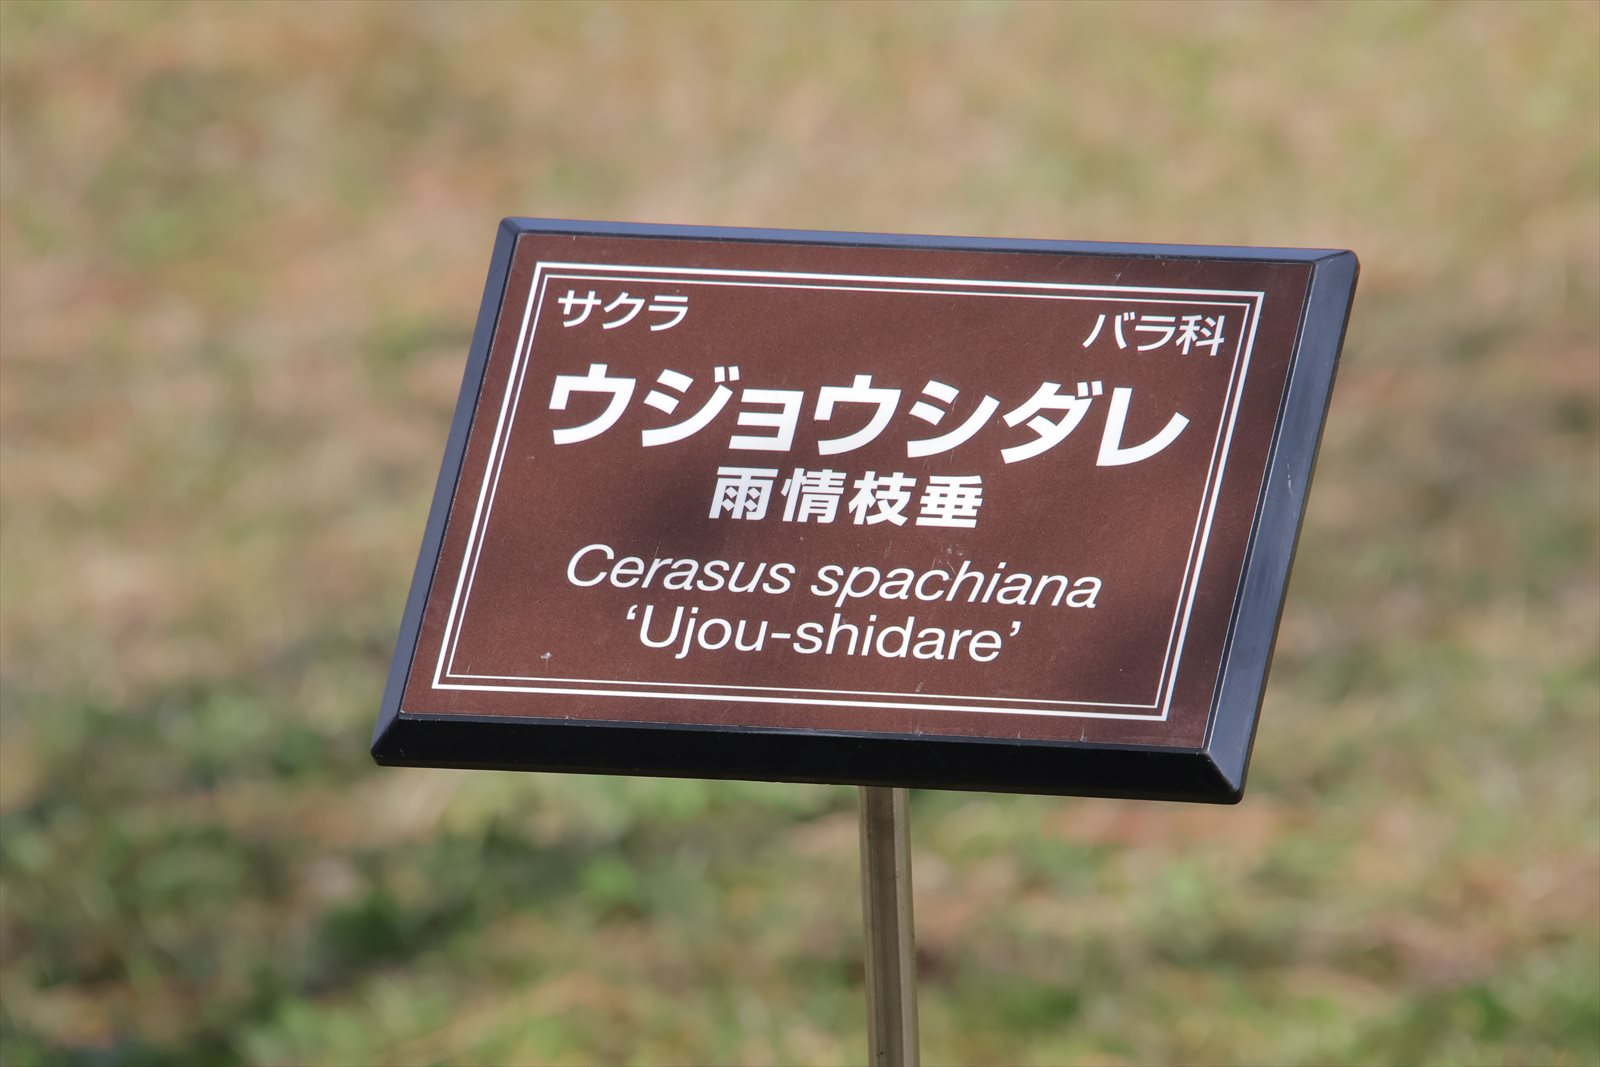 サクラ バラ科
ウジョウシダレ
雨情枝垂
Cerasus spachiana
‘Ujou-shidare’